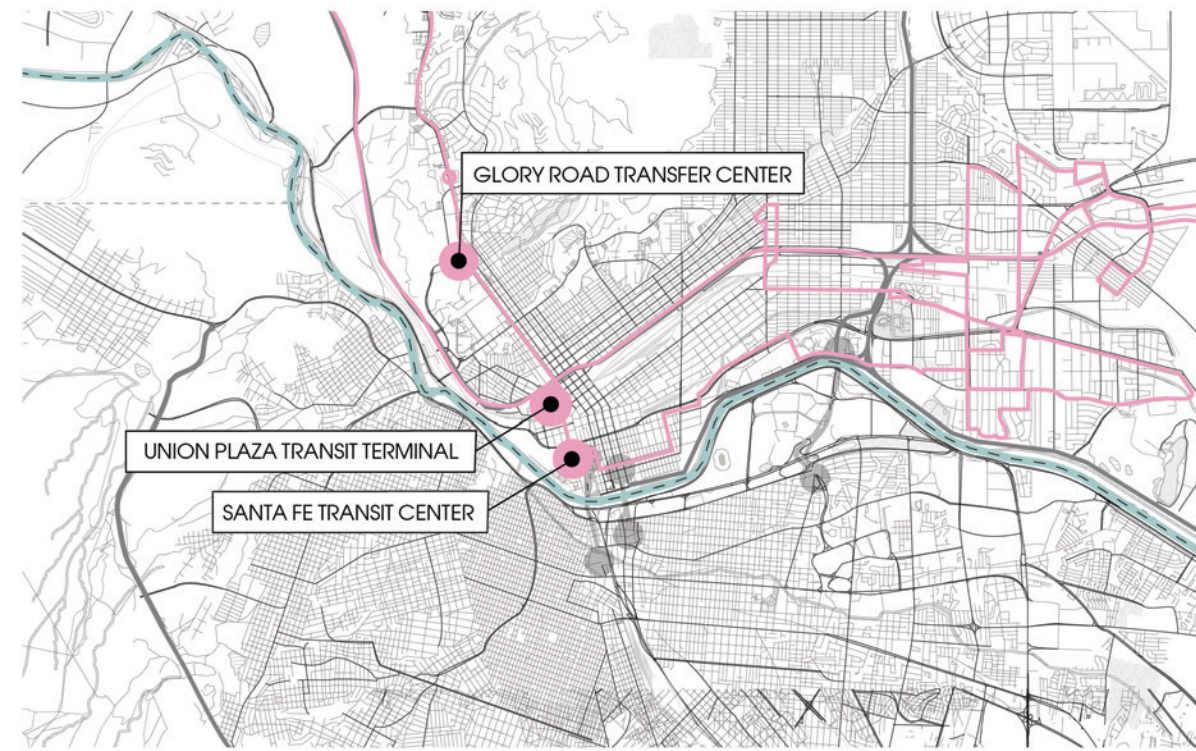 GLORY ROAD TRANSFER CENTER
UNION PLAZA TRANSIT TERMINAL
SANTA FE TRANSIT CENTER